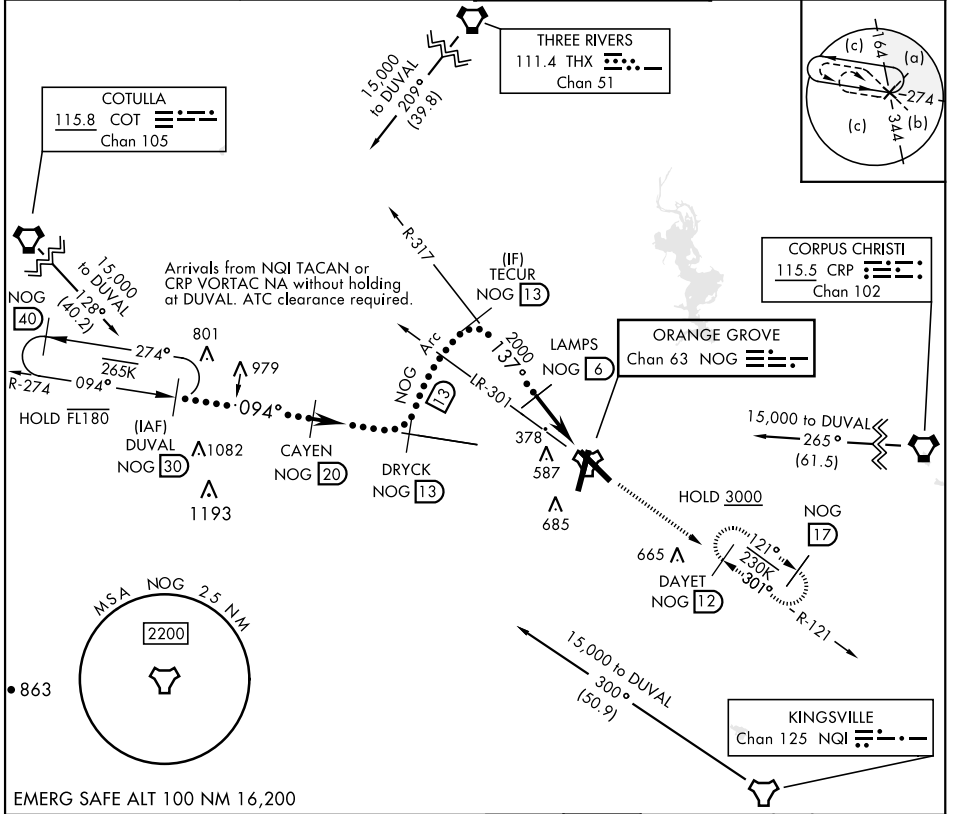 THREE RIVERS
111.4 THX
Chan 51
15,000
to DUVAL
209°
(39.8)
COTULLA
115.8 COT
Chan 105
(c)
164
(a)
274
(b)
344
(c)
R-317
(IF)
TECUR
NOG 13
CORPUS CHRISTI
115.5 CRP
Chan 102
15,000
to DUVAL
128°
(40.2)
Arrivals from NQI TACAN or
CRP VORTAC NA without holding
at DUVAL. ATC clearance required.
NOG
40
274°
265K
094°
R-274
HOLD FL180
801
979
094°
Arc
NOG
13
2000
137°
LAMPS
NOG 6
ORANGE GROVE
Chan 63 NOG
LR-301
(IAF)
DUVAL
NOG 30
1082
1193
CAYEN
NOG 20
DRYCK
NOG 13
378
587
685
15,000 to DUVAL
265°
(61.5)
HOLD 3000
NOG
17
121°
230K
301°
665
DAYET
NOG 12
R-121
MSA NOG 25 NM
2200
863
15,000 to DUVAL
300°
(50.9)
KINGSVILLE
Chan 125 NQI
EMERG SAFE ALT 100 NM 16,200